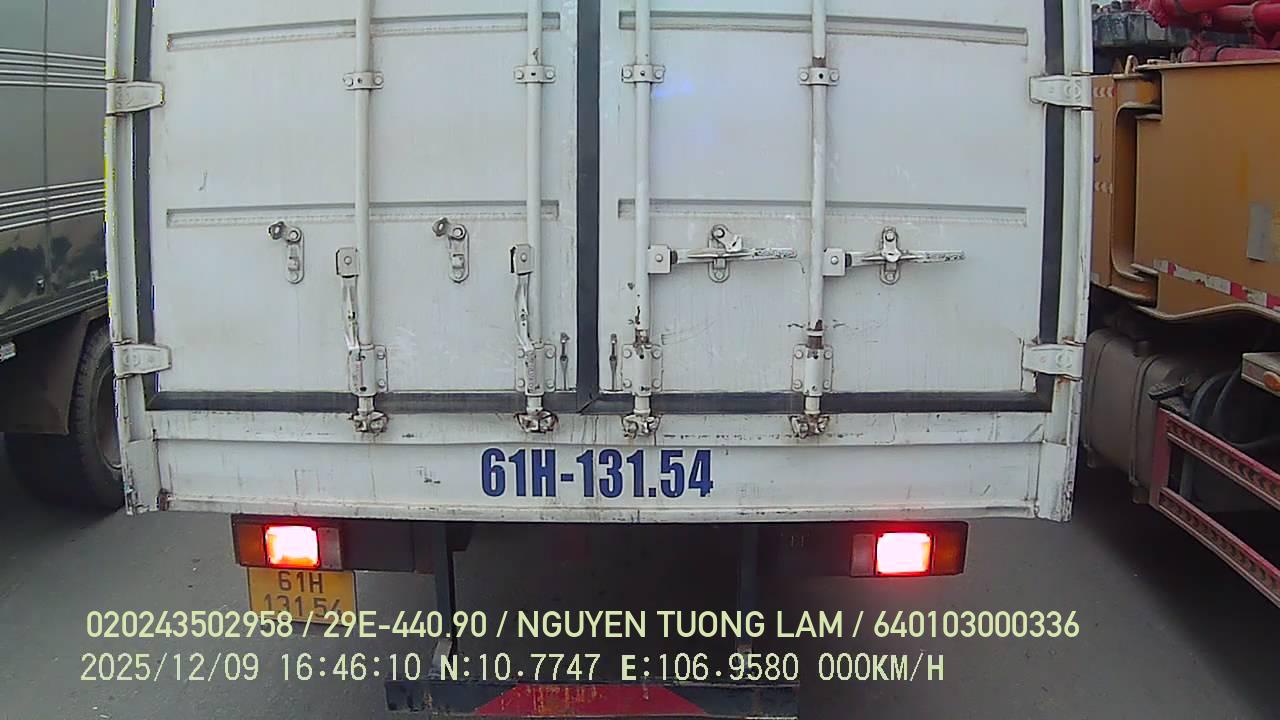 61H-131.54
61H
131.54
020243502958 / 29E-440.90 / NGUYEN TUONG LAM / 640103000336
2025/12/09 16:46:10 N:10.7747 E:106.9580 000KM/H